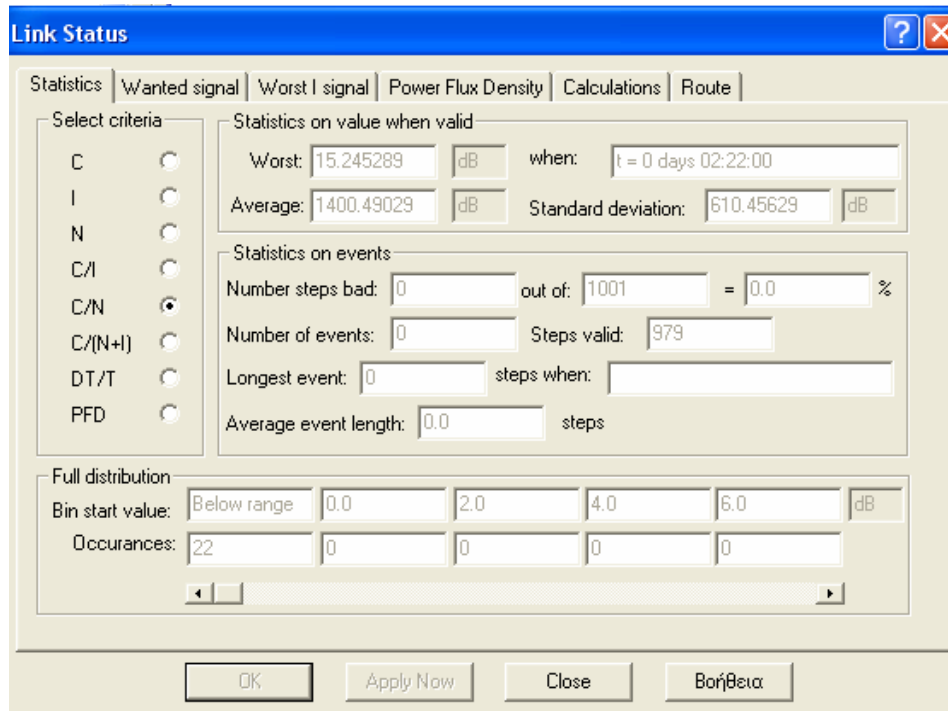 Link Status
Statistics Wanted signal Worst I signal Power Flux Density Calculations Route
Select criteria
C
I
N
C/I
C/N
C/(N+I)
DT/T
PFD
Statistics on value when valid
Worst: 15.245289 dB when: t = 0 days 02:22:00
Average: 1400.49029 dB Standard deviation: 610.45629 dB
Statistics on events
Number steps bad: 0 out of: 1001 = 0.0 %
Number of events: 0 Steps valid: 979
Longest event: 0 steps when:
Average event length: 0.0 steps
Full distribution
Bin start value: Below range 0.0 2.0 4.0 6.0 dB
Occurances: 22 0 0 0 0
OK Apply Now Close Βοήθεια